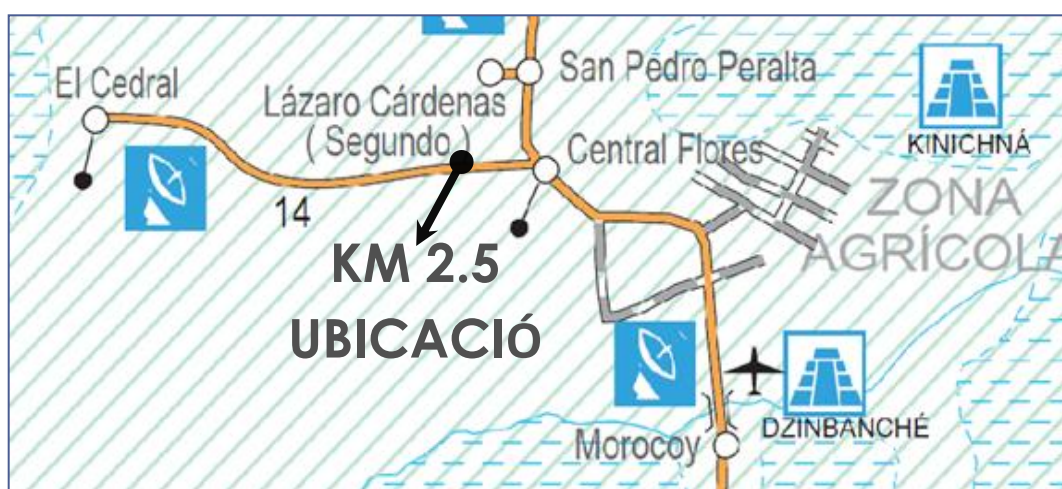 El Cedral
Lázaro Cárdenas
( Segundo )
San Pedro Peralta
Central Flores
KINICHNÁ
ZONA
AGRÍCOLA
14
KM 2.5
UBICACIÓ
DZINBANCHÉ
Morocoy